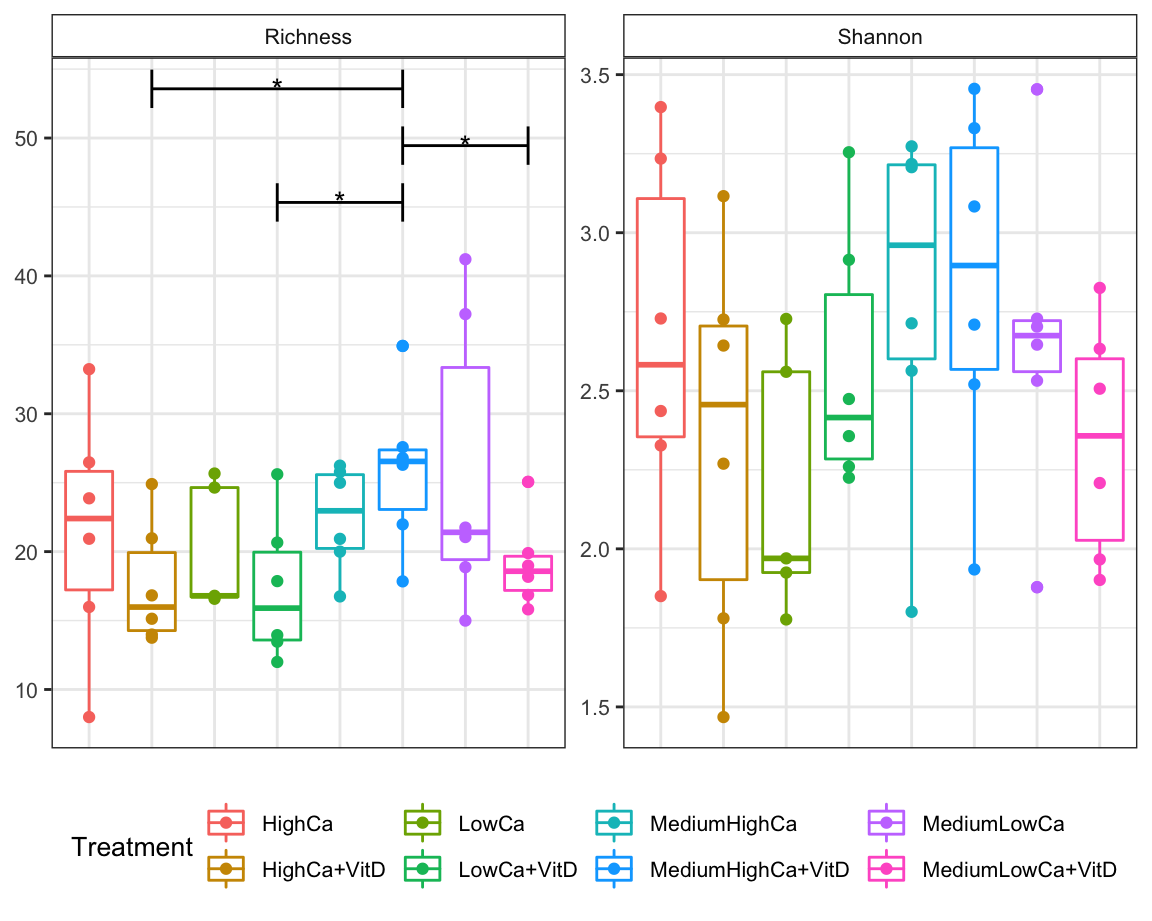 Richness
Shannon
*
*
*
50
40
30
20
10
3.5
3.0
2.5
2.0
1.5
Treatment
HighCa
LowCa
MediumHighCa
MediumLowCa
HighCa+VitD
LowCa+VitD
MediumHighCa+VitD
MediumLowCa+VitD